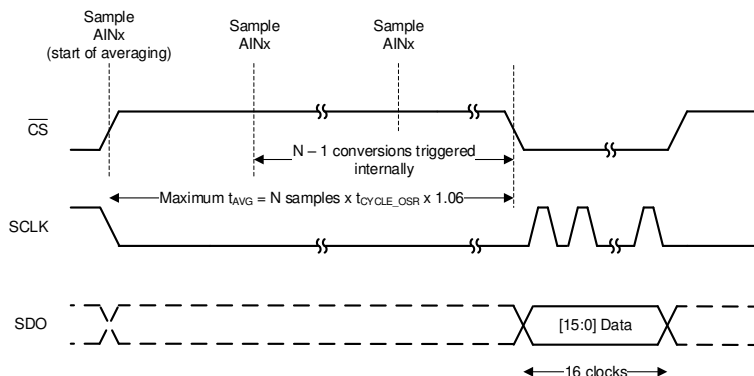 Sample
AINx
(start of averaging)
Sample
AINx
Sample
AINx
CS
N – 1 conversions triggered
internally
Maximum tAVG = N samples x tCYCLE_OSR x 1.06
SCLK
SDO
[15:0] Data
16 clocks